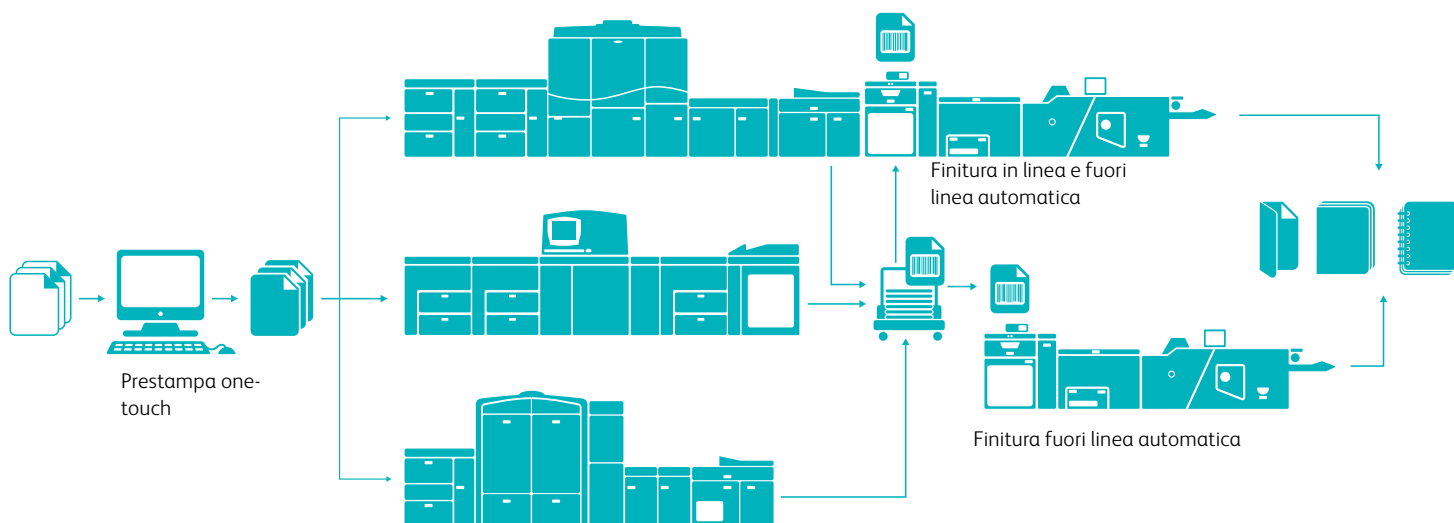 Finitura in linea e fuori
linea automatica
Prestampa one-
touch
Finitura fuori linea automatica